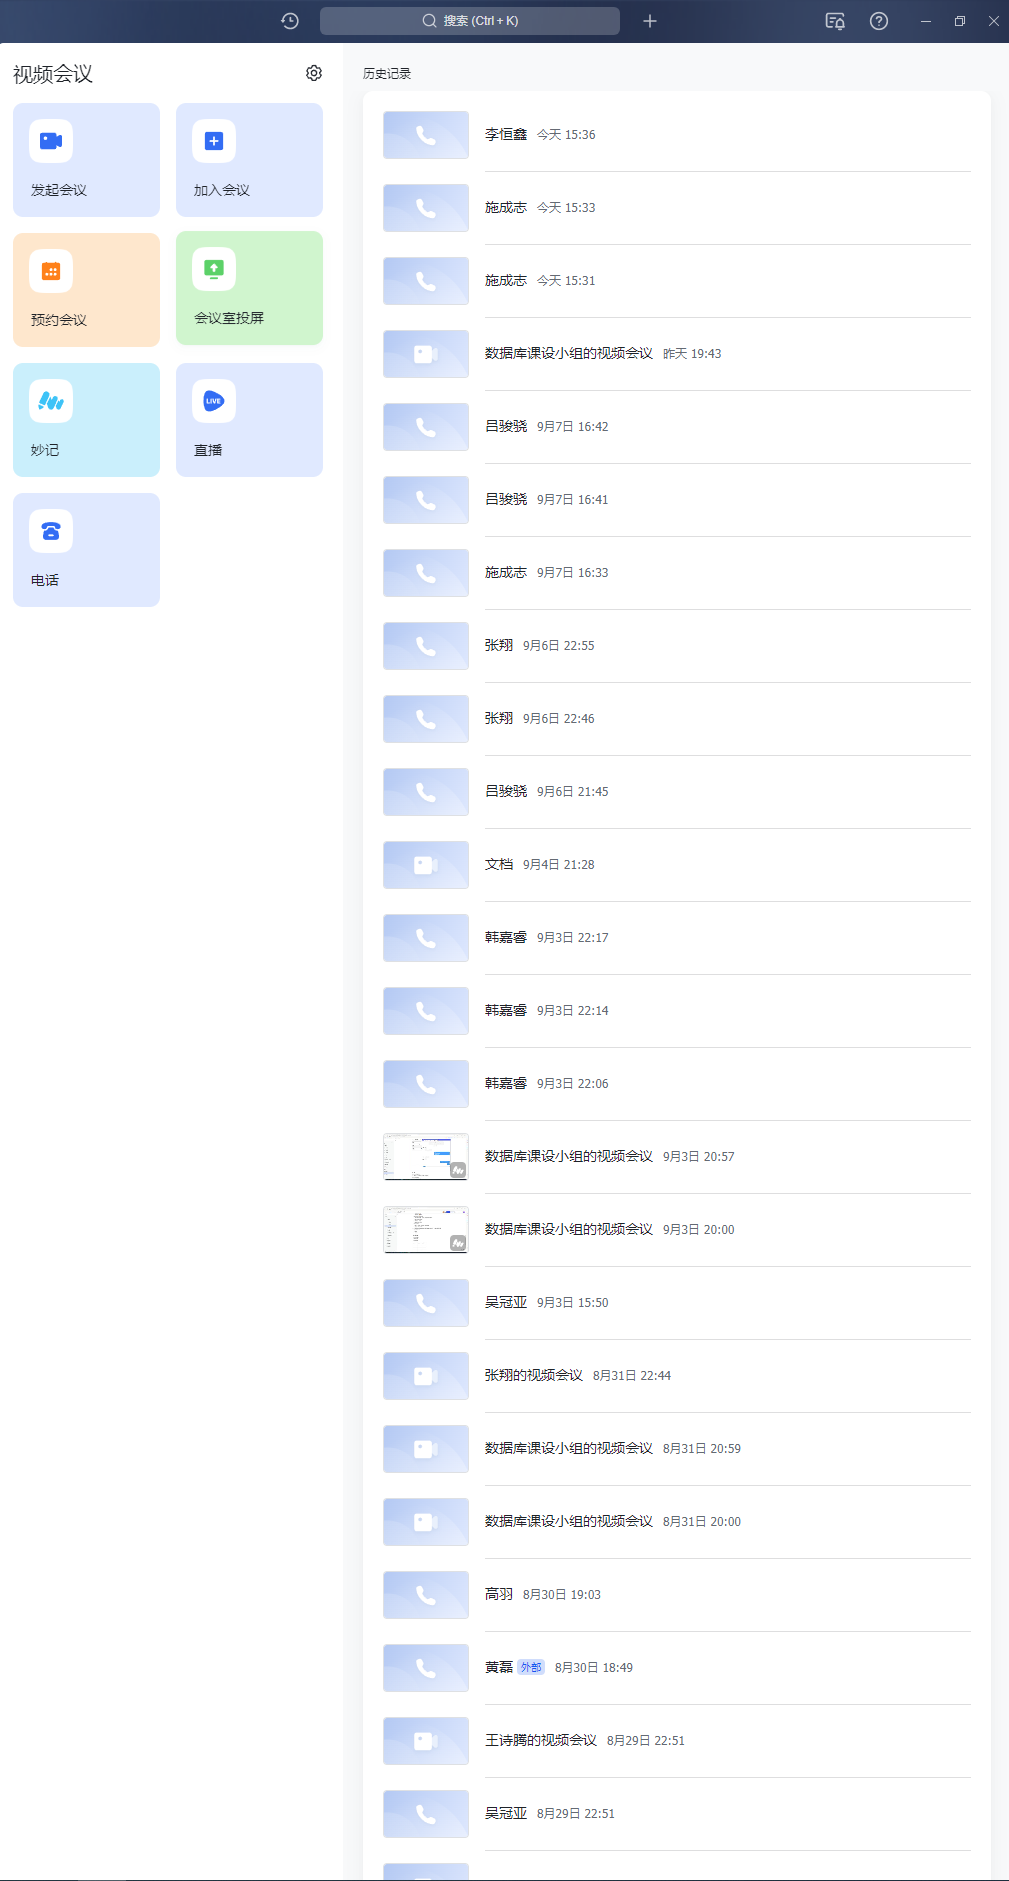 搜索 (Ctrl + K)
视频会议
发起会议
加入会议
预约会议
会议室投屏
妙记
LIVE
直播
电话
历史记录
李恒鑫 今天 15:36
施成志 今天 15:33
施成志 今天 15:31
数据库课设小组的视频会议 昨天 19:43
吕骏骁 9月7日 16:42
吕骏骁 9月7日 16:41
施成志 9月7日 16:33
张翔 9月6日 22:55
张翔 9月6日 22:46
吕骏骁 9月6日 21:45
文档 9月4日 21:28
韩嘉睿 9月3日 22:17
韩嘉睿 9月3日 22:14
韩嘉睿 9月3日 22:06
数据库课设小组的视频会议 9月3日 20:57
数据库课设小组的视频会议 9月3日 20:00
吴冠亚 9月3日 15:50
张翔的视频会议 8月31日 22:44
数据库课设小组的视频会议 8月31日 20:59
数据库课设小组的视频会议 8月31日 20:00
高羽 8月30日 19:03
黄磊 外部 8月30日 18:49
王诗腾的视频会议 8月29日 22:51
吴冠亚 8月29日 22:51